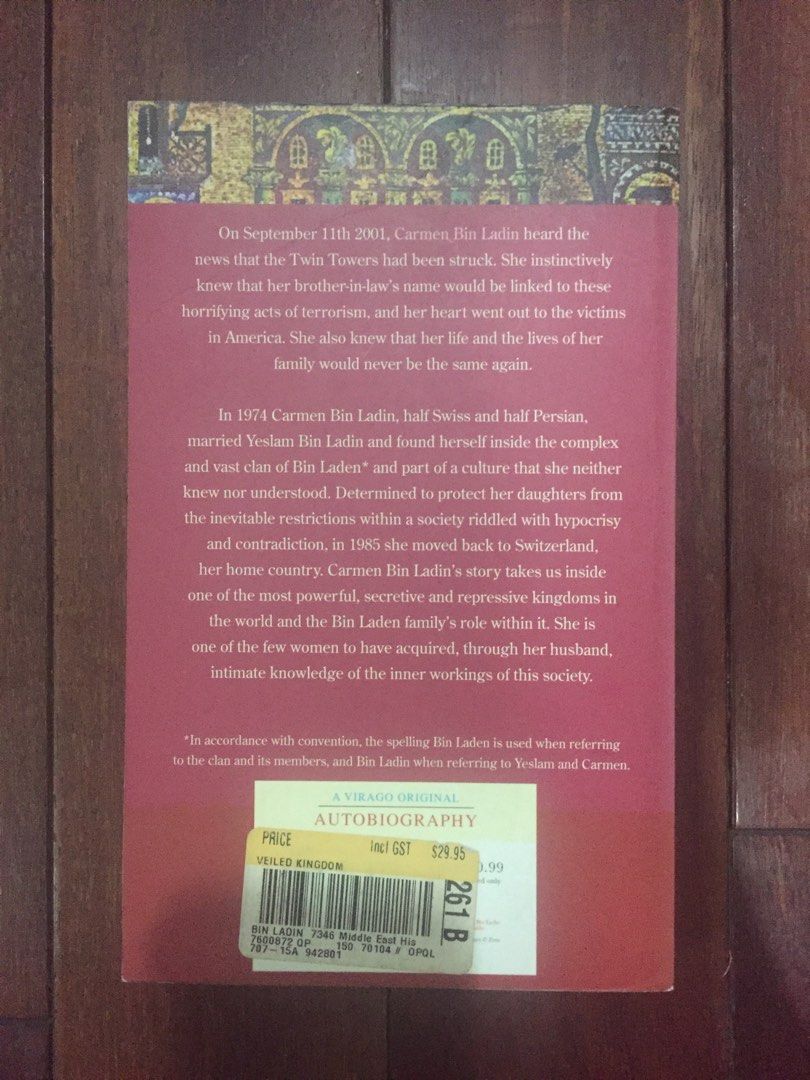 On September 11th 2001, Carmen Bin Ladin heard the
news that the Twin Towers had been struck. She instinctively
knew that her brother-in-law's name would be linked to these
horrifying acts of terrorism, and her heart went out to the victims
in America. She also knew that her life and the lives of her
family would never be the same again.
In 1974 Carmen Bin Ladin, half Swiss and half Persian,
married Yeslam Bin Ladin and found herself inside the complex
and vast clan of Bin Laden* and part of a culture that she neither
knew nor understood. Determined to protect her daughters from
the inevitable restrictions within a society riddled with hypocrisy
and contradiction, in 1985 she moved back to Switzerland,
her home country. Carmen Bin Ladin's story takes us inside
one of the most powerful, secretive and repressive kingdoms in
the world and the Bin Laden family's role within it. She is
one of the few women to have acquired, through her husband,
intimate knowledge of the inner workings of this society.
*In accordance with convention, the spelling Bin Laden is used when referring
to the clan and its members, and Bin Ladin when referring to Yeslam and Carmen.
A VIRAGO ORIGINAL
AUTOBIOGRAPHY
PRICE Incl GST $29.95
VEILED KINGDOM
0.99
only
261 B
BIN LADIN 7346 Middle East His
7600872 QP 150 70104 // OPQL
707-15A 942801